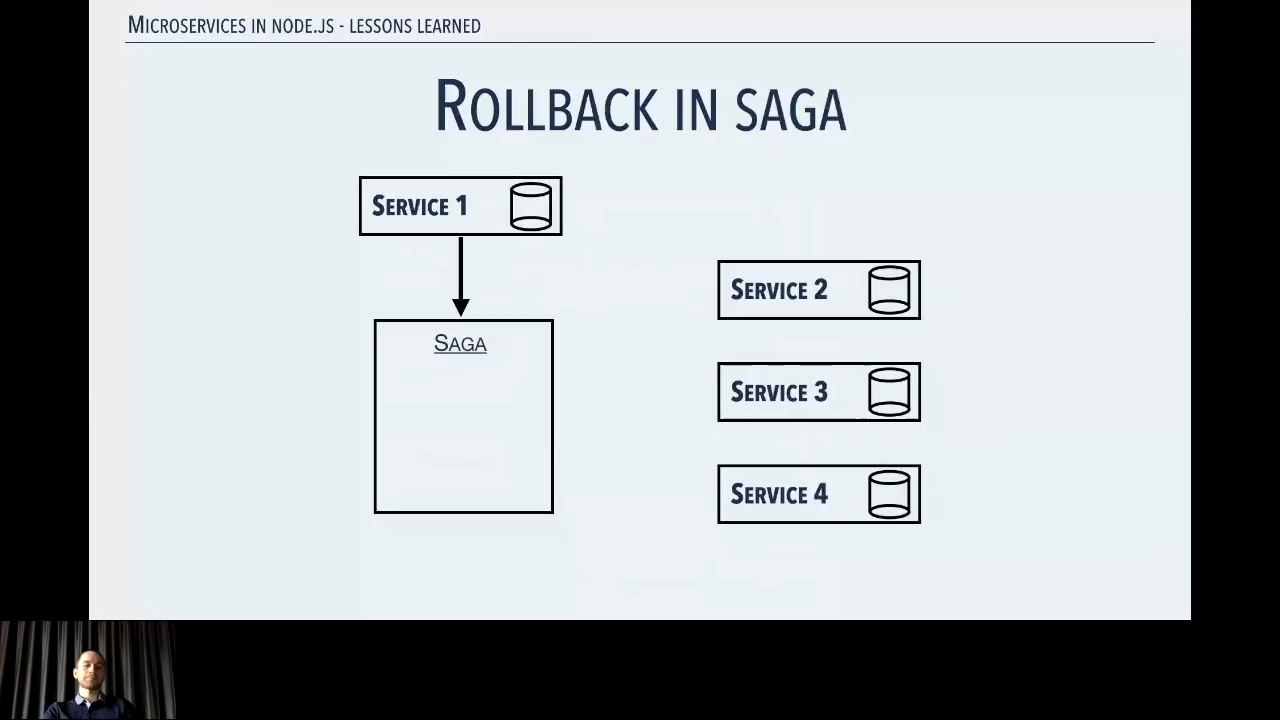 MICROSERVICES IN NODE.JS - LESSONS LEARNED
ROLLBACK IN SAGA
SERVICE 1
SERVICE 2
SAGA
SERVICE 3
SERVICE 4